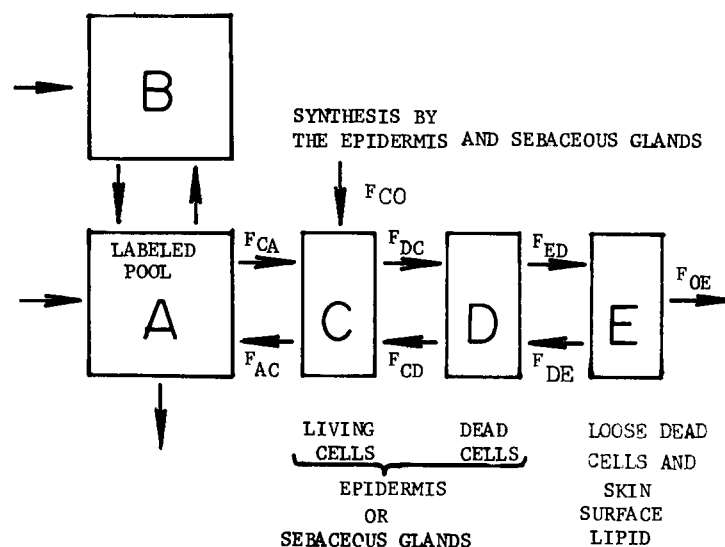 B
SYNTHESIS BY
THE EPIDERMIS AND SEBACEOUS GLANDS
F_CO
LABELED
POOL
A
F_CA
F_AC
C
F_DC
F_CD
D
F_ED
F_DE
E
F_OE
LIVING
CELLS
DEAD
CELLS
EPIDERMIS
OR
SEBACEOUS GLANDS
LOOSE DEAD
CELLS AND
SKIN
SURFACE
LIPID